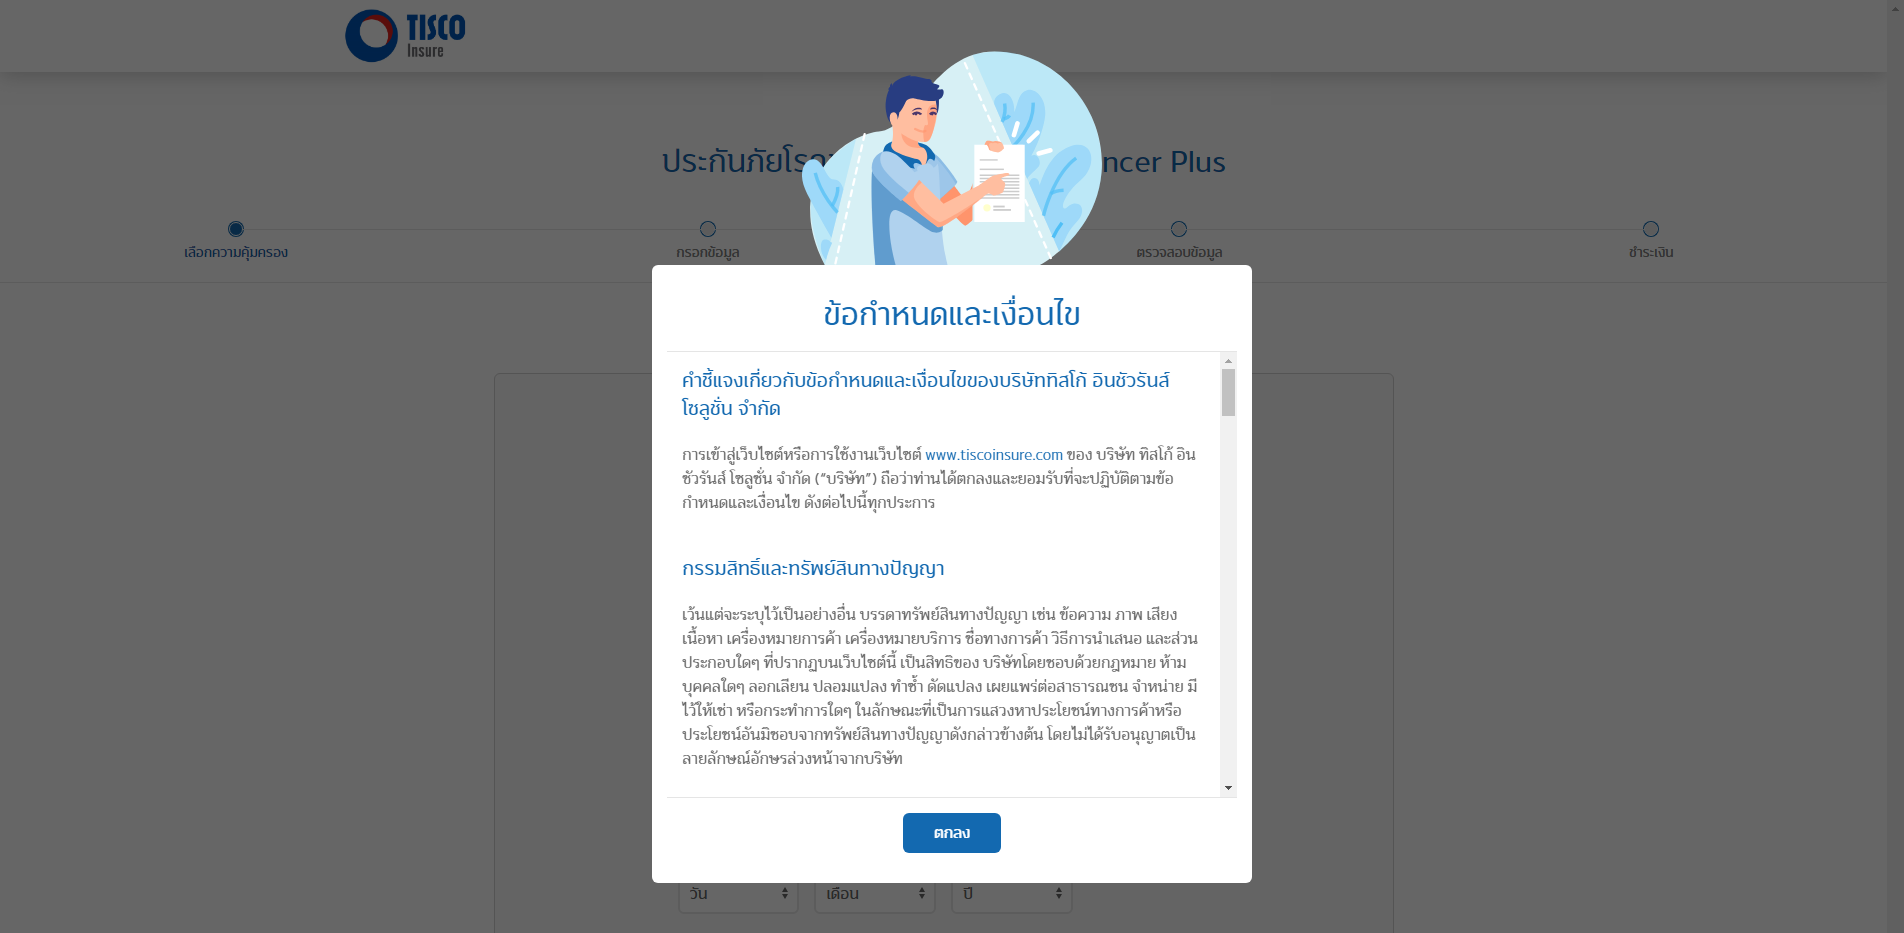 TISCO
Insure
ประกันภัยโรค
ncer Plus
เลือกความคุ้มครอง
กรอกข้อมูล
ตรวจสอบข้อมูล
ชำระเงิน
ข้อกำหนดและเงื่อนไข
คำชี้แจงเกี่ยวกับข้อกำหนดและเงื่อนไขของบริษัททิสโก้ อินชัวรันส์
โซลูชั่น จำกัด
การเข้าสู่เว็บไซต์หรือการใช้งานเว็บไซต์ www.tiscoinsure.com ของ บริษัท ทิสโก้ อิน
ชัวรันส์ โซลูชั่น จำกัด (“บริษัท”) ถือว่าท่านได้ตกลงและยอมรับที่จะปฏิบัติตามข้อ
กำหนดและเงื่อนไข ดังต่อไปนี้ทุกประการ
กรรมสิทธิ์และทรัพย์สินทางปัญญา
เว้นแต่จะระบุไว้เป็นอย่างอื่น บรรดาทรัพย์สินทางปัญญา เช่น ข้อความ ภาพ เสียง
เนื้อหา เครื่องหมายการค้า เครื่องหมายบริการ ชื่อทางการค้า วิธีการนำเสนอ และส่วน
ประกอบใดๆ ที่ปรากฏบนเว็บไซต์นี้ เป็นสิทธิของ บริษัทโดยชอบด้วยกฎหมาย ห้าม
บุคคลใดๆ ลอกเลียน ปลอมแปลง ทำซ้ำ ดัดแปลง เผยแพร่ต่อสาธารณชน จำหน่าย มี
ไว้ให้เช่า หรือกระทำการใดๆ ในลักษณะที่เป็นการแสวงหาประโยชน์ทางการค้าหรือ
ประโยชน์อันมิชอบจากทรัพย์สินทางปัญญาดังกล่าวข้างต้น โดยไม่ได้รับอนุญาตเป็น
ลายลักษณ์อักษรล่วงหน้าจากบริษัท
ตกลง
วัน
เดือน
ปี